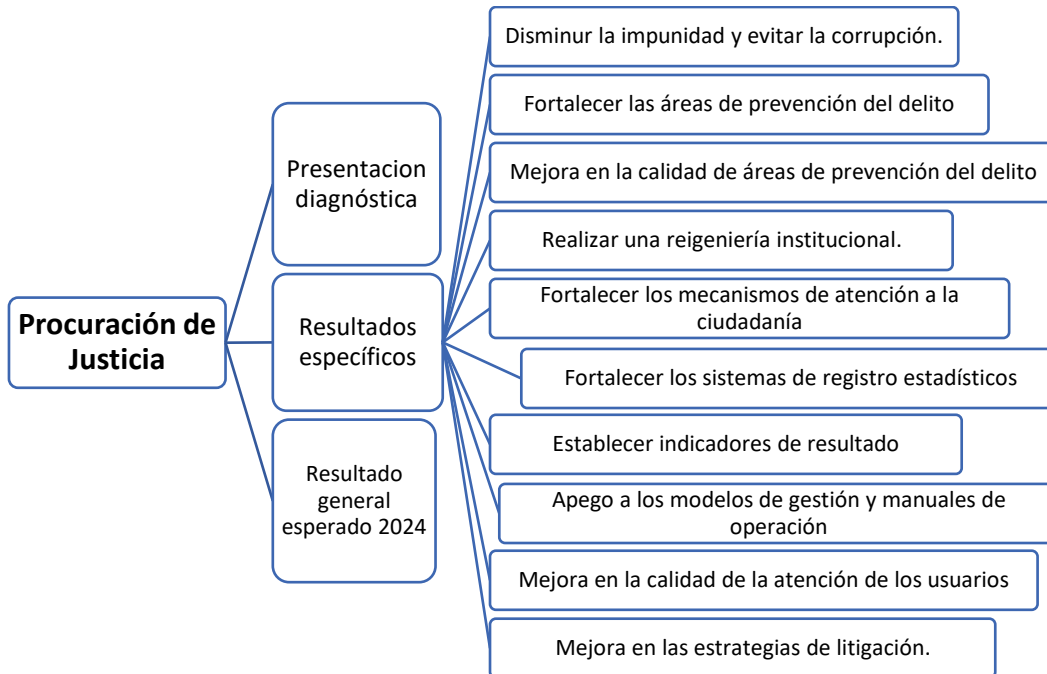 Procuración de
Justicia
Presentacion
diagnóstica
Resultados
específicos
Resultado
general
esperado 2024
Disminur la impunidad y evitar la corrupción.
Fortalecer las áreas de prevención del delito
Mejora en la calidad de áreas de prevención del delito
Realizar una reigeniería institucional.
Fortalecer los mecanismos de atención a la
ciudadanía
Fortalecer los sistemas de registro estadísticos
Establecer indicadores de resultado
Apego a los modelos de gestión y manuales de
operación
Mejora en la calidad de la atención de los usuarios
Mejora en las estrategias de litigación.